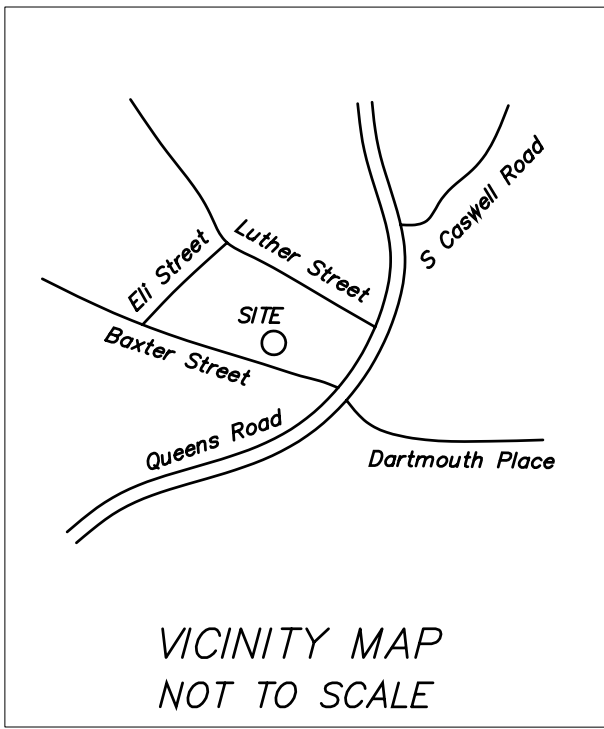 S Caswell Road
Luther Street
Eli Street
SITE
Baxter Street
Queens Road
Dartmouth Place
VICINITY MAP
NOT TO SCALE